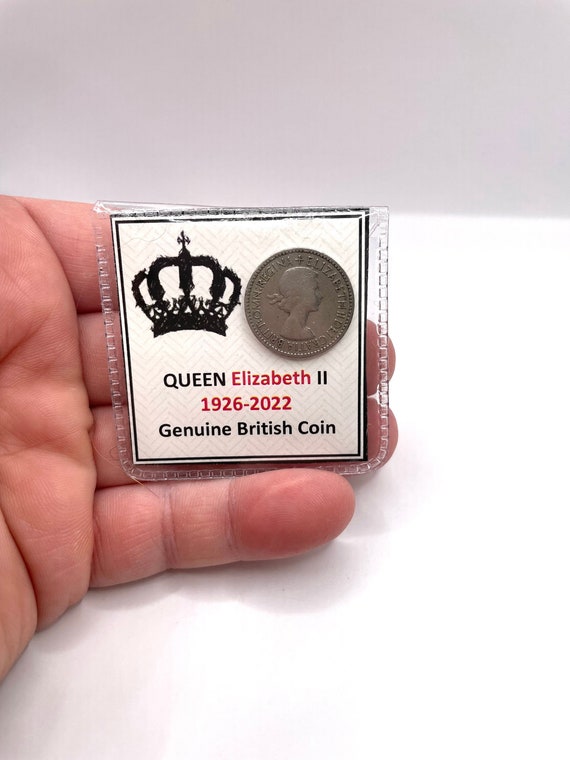 QUEEN Elizabeth II
1926-2022
Genuine British Coin